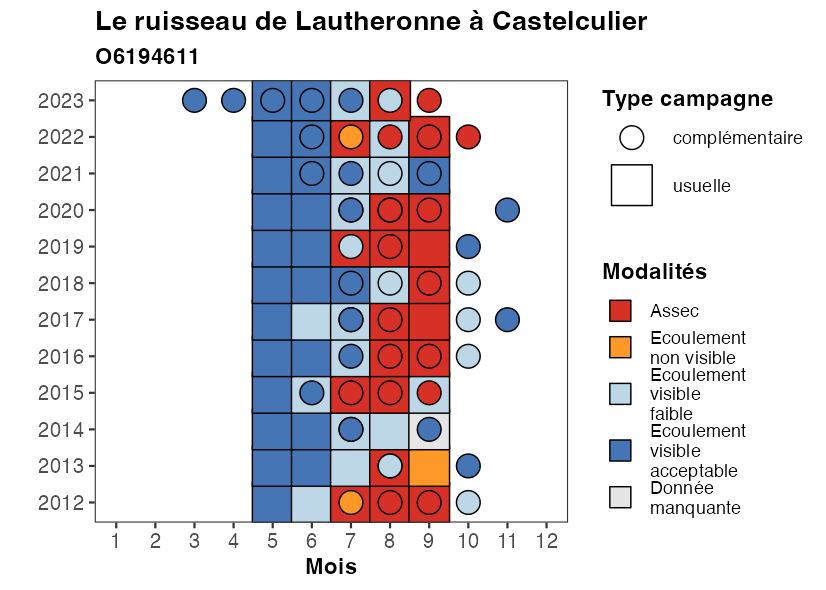 Le ruisseau de Lautheronne à Castelculier
O6194611
2023
2022
2021
2020
2019
2018
2017
2016
2015
2014
2013
2012
1 2 3 4 5 6 7 8 9 10 11 12
Mois
Type campagne
complémentaire
usuelle
Modalités
Assec
Ecoulement
non visible
Ecoulement
visible
faible
Ecoulement
visible
acceptable
Donnée
manquante